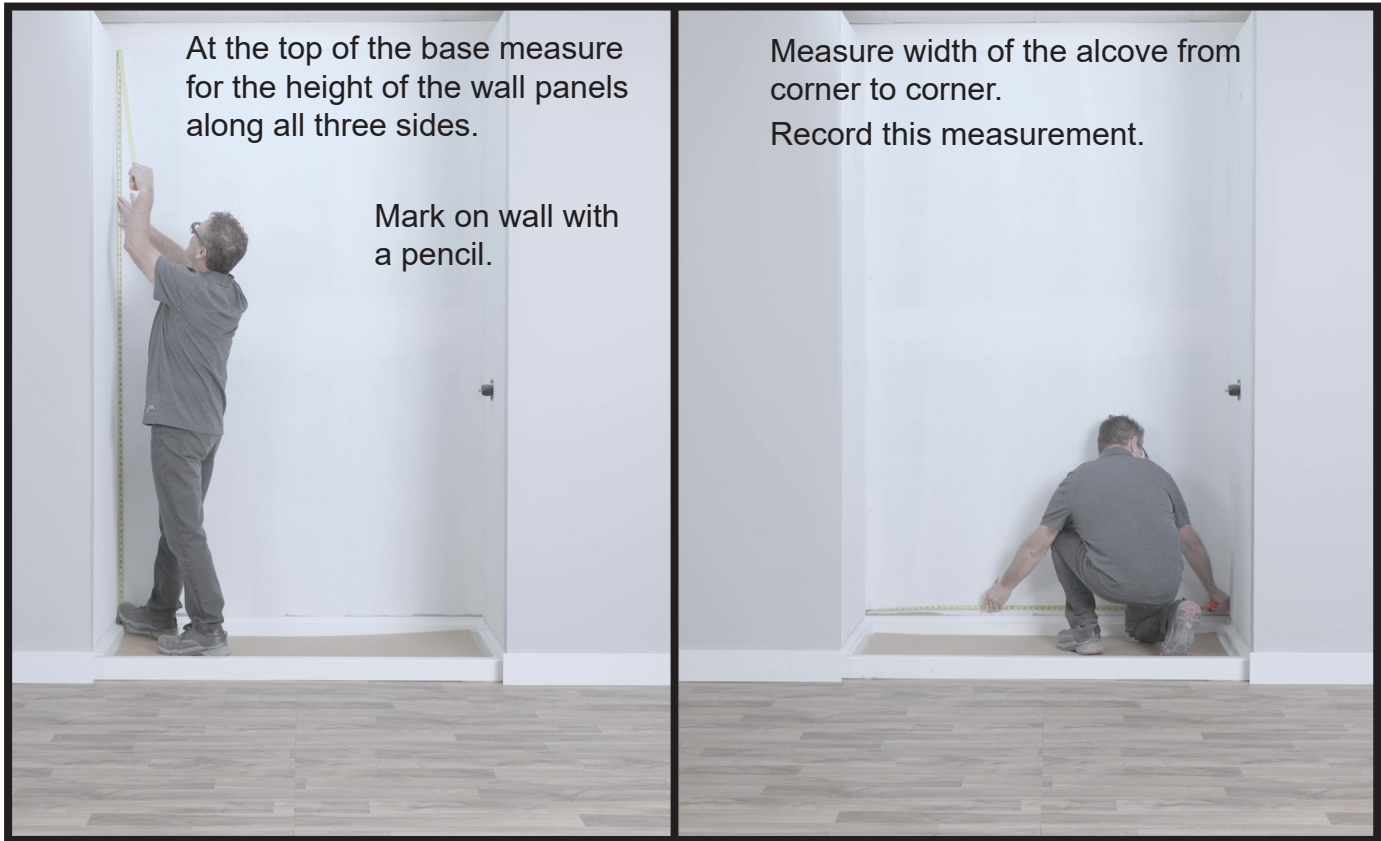 At the top of the base measure
for the height of the wall panels
along all three sides.
Mark on wall with
a pencil.
Measure width of the alcove from
corner to corner.
Record this measurement.